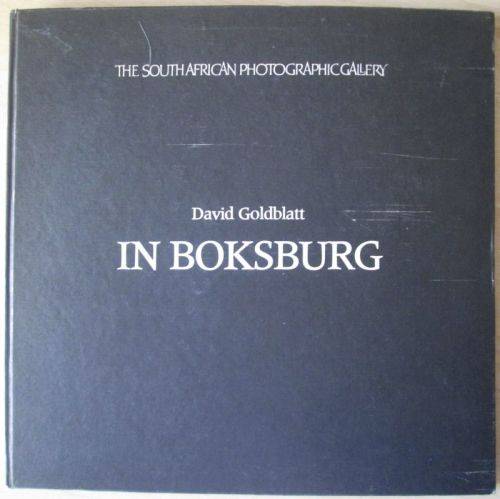 THE SOUTH AFRICAN PHOTOGRAPHIC GALLERY
David Goldblatt
IN BOKSBURG